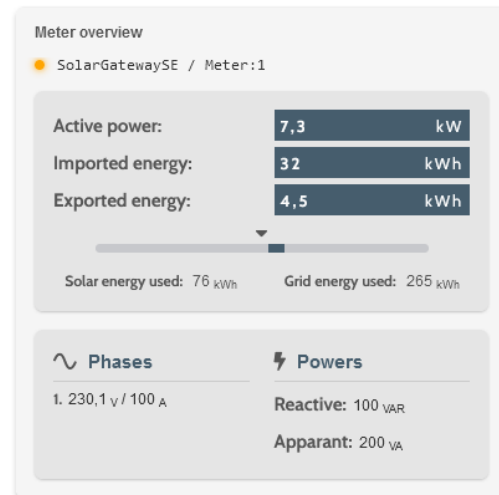 Meter overview
SolarGatewaySE / Meter:1
Active power: 7,3 kW
Imported energy: 32 kWh
Exported energy: 4,5 kWh
Solar energy used: 76 kWh Grid energy used: 265 kWh
Phases
1. 230,1 V / 100 A
Powers
Reactive: 100 VAR
Apparant: 200 VA